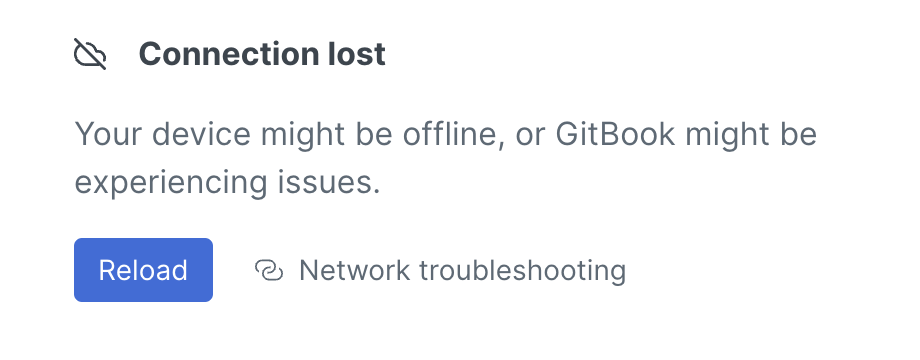 Connection lost
Your device might be offline, or GitBook might be
experiencing issues.
Reload
Network troubleshooting